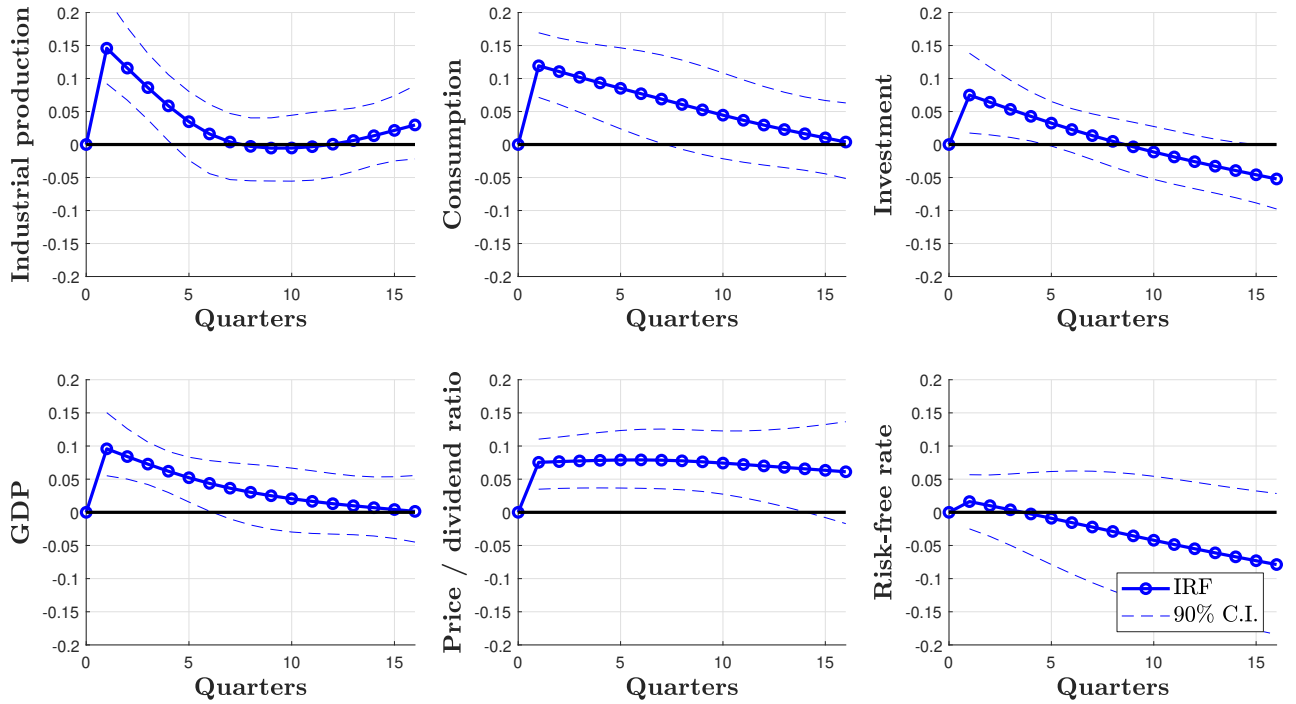 Industrial production
0.2
0.15
0.1
0.05
0
-0.05
-0.1
-0.15
-0.2
0 5 10 15
Quarters
Consumption
0.2
0.15
0.1
0.05
0
-0.05
-0.1
-0.15
-0.2
0 5 10 15
Quarters
Investment
0.2
0.15
0.1
0.05
0
-0.05
-0.1
-0.15
-0.2
0 5 10 15
Quarters
GDP
0.2
0.15
0.1
0.05
0
-0.05
-0.1
-0.15
-0.2
0 5 10 15
Quarters
Price / dividend ratio
0.2
0.15
0.1
0.05
0
-0.05
-0.1
-0.15
-0.2
0 5 10 15
Quarters
Risk-free rate
0.2
0.15
0.1
0.05
0
-0.05
-0.1
-0.15
-0.2
0 5 10 15
Quarters
IRF
90% C.I.